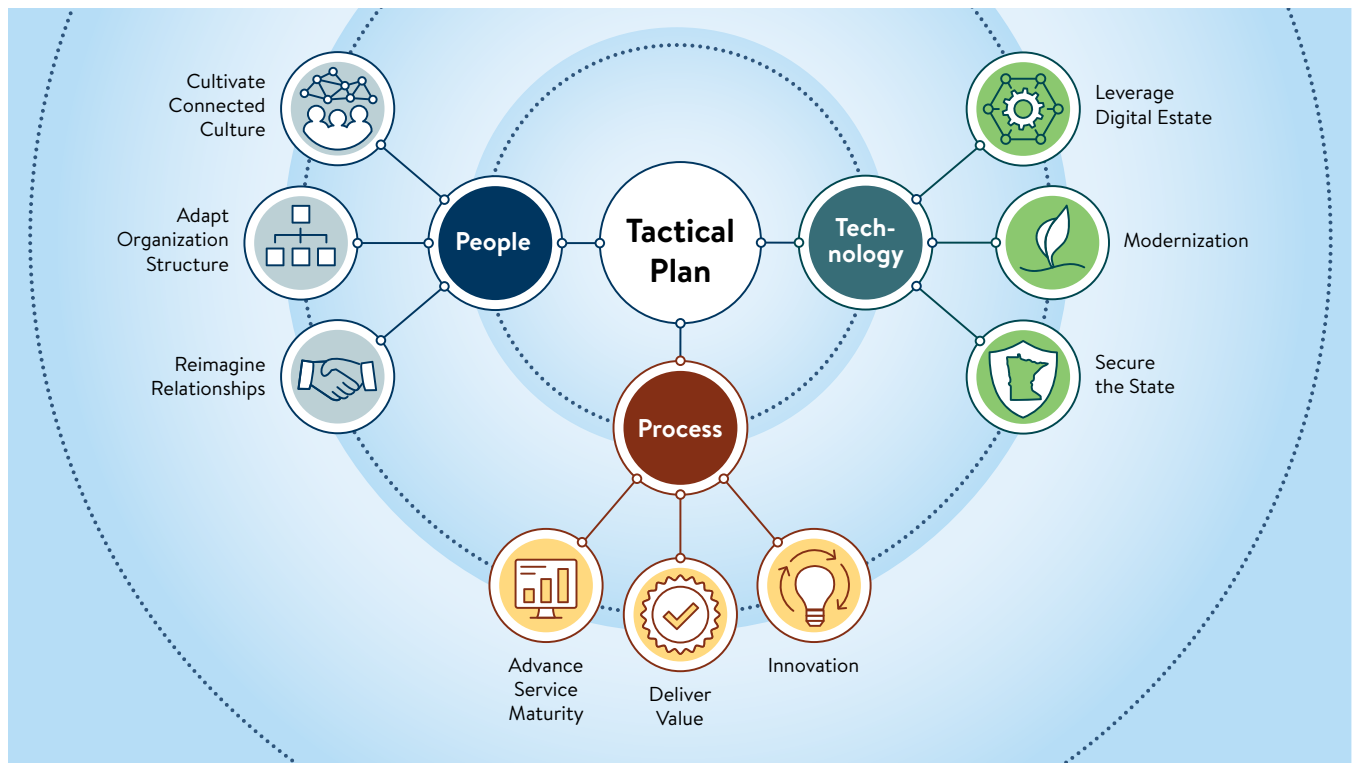 Cultivate
Connected
Culture
Adapt
Organization
Structure
Reimagine
Relationships
People
Tactical
Plan
Tech-
nology
Leverage
Digital Estate
Modernization
Secure
the State
Process
Advance
Service
Maturity
Deliver
Value
Innovation